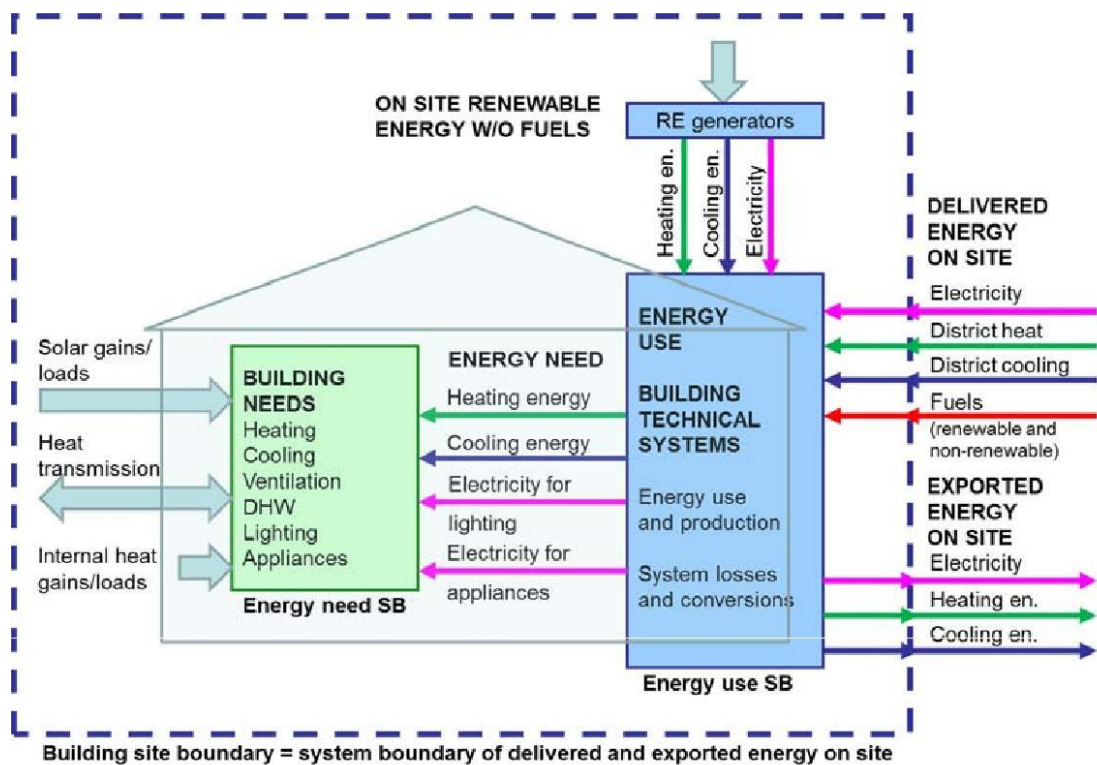 ON SITE RENEWABLE
ENERGY W/O FUELS
RE generators
Heating en.
Cooling en.
Electricity
DELIVERED
ENERGY
ON SITE
Electricity
District heat
District cooling
Fuels
(renewable and
non-renewable)
EXPORTED
ENERGY
ON SITE
Electricity
Heating en.
Cooling en.
Solar gains/
loads
Heat
transmission
Internal heat
gains/loads
BUILDING
NEEDS
Heating
Cooling
Ventilation
DHW
Lighting
Appliances
Energy need SB
ENERGY NEED
Heating energy
Cooling energy
Electricity for
lighting
Electricity for
appliances
ENERGY
USE
BUILDING
TECHNICAL
SYSTEMS
Energy use
and production
System losses
and conversions
Energy use SB
Building site boundary = system boundary of delivered and exported energy on site